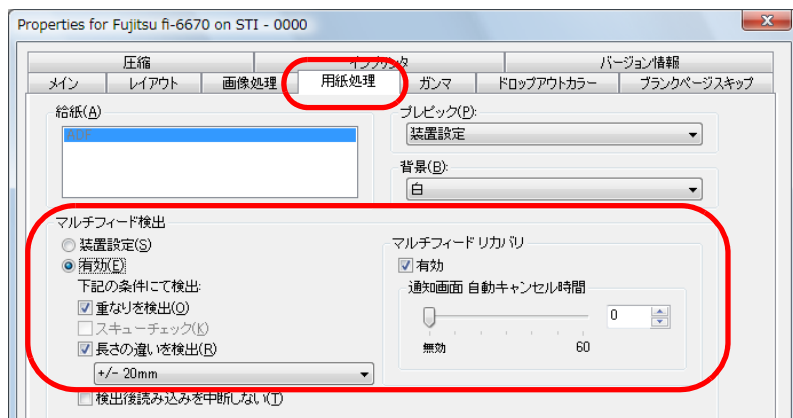 Properties for Fujitsu fi-6670 on STI - 0000
圧縮 インプリンタ バージョン情報
メイン レイアウト 画像処理 用紙処理 ガンマ ドロップアウトカラー ブランクページスキップ
給紙(A)
ADF
プレピック(P):
装置設定
背景(B):
白
マルチフィード検出
装置設定(S)
有効(E)
下記の条件にて検出:
重なりを検出(O)
スキューチェック(K)
長さの違いを検出(R)
+/- 20mm
検出後読み込みを中断しない(T)
マルチフィードリカバリ
有効
通知画面 自動キャンセル時間
0
無効 60